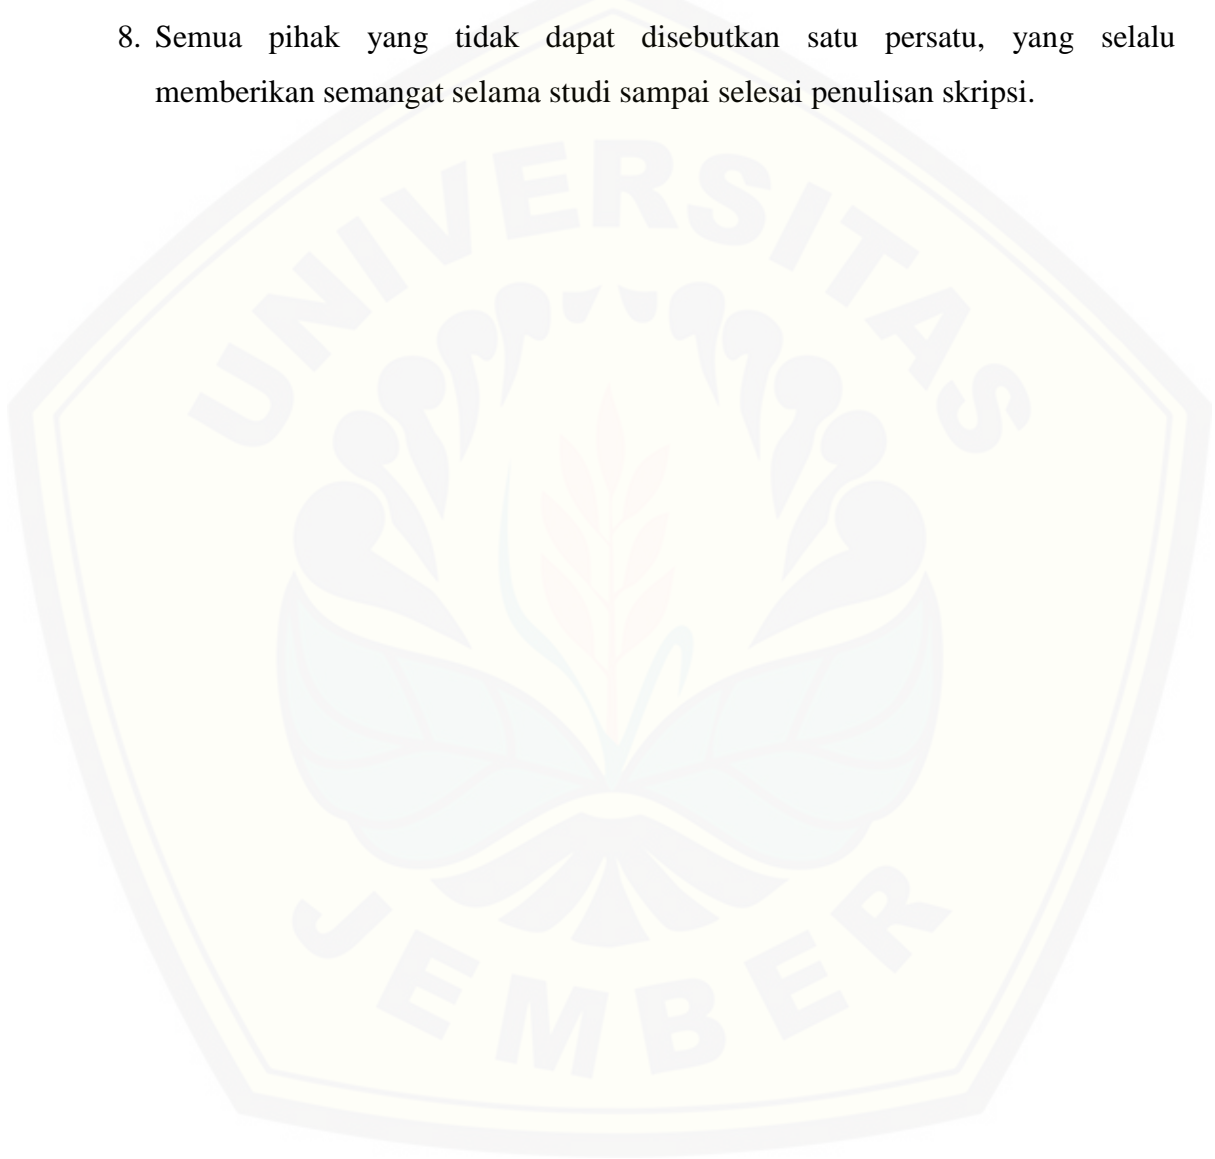 8. Semua pihak yang tidak dapat disebutkan satu persatu, yang selalu
memberikan semangat selama studi sampai selesai penulisan skripsi.
UNIVERSITAS
JEMBER